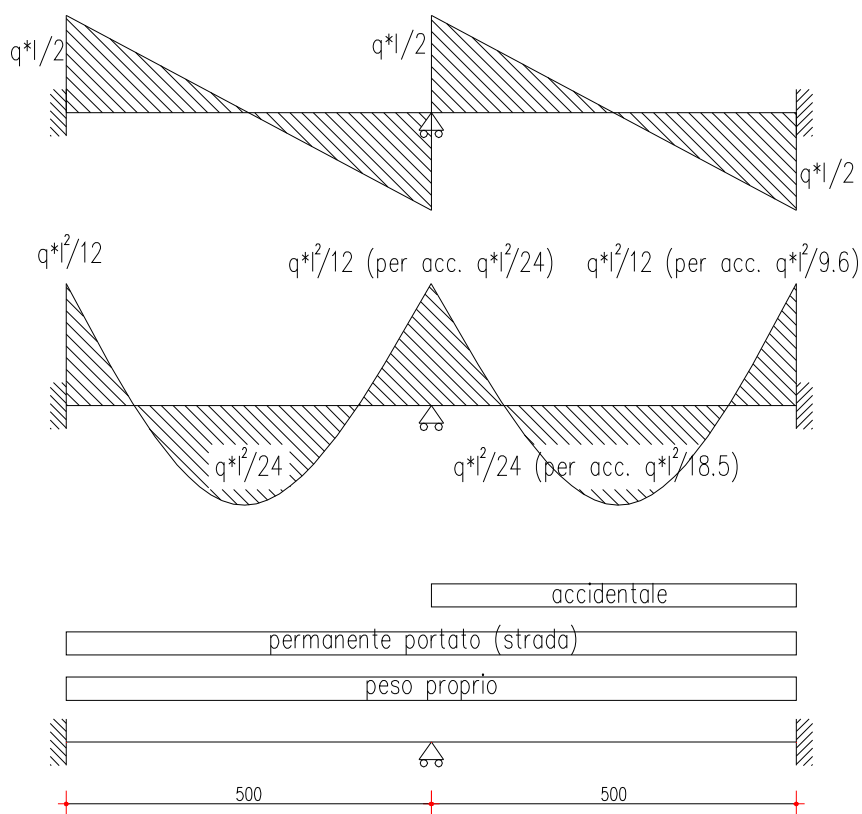 q*l/2
q*l/2
q*l/2
q*l²/12
q*l²/12 (per acc. q*l²/24)
q*l²/12 (per acc. q*l²/9.6)
q*l²/24
q*l²/24 (per acc. q*l²/18.5)
accidentale
permanente portato (strada)
peso proprio
500
500